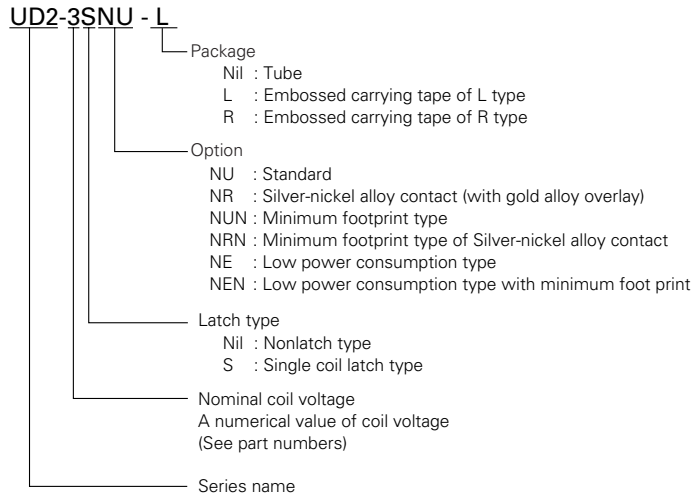 UD2-3SNU - L
Package
Nil : Tube
L : Embossed carrying tape of L type
R : Embossed carrying tape of R type
Option
NU : Standard
NR : Silver-nickel alloy contact (with gold alloy overlay)
NUN : Minimum footprint type
NRN : Minimum footprint type of Silver-nickel alloy contact
NE : Low power consumption type
NEN : Low power consumption type with minimum foot print
Latch type
Nil : Nonlatch type
S : Single coil latch type
Nominal coil voltage
A numerical value of coil voltage
(See part numbers)
Series name